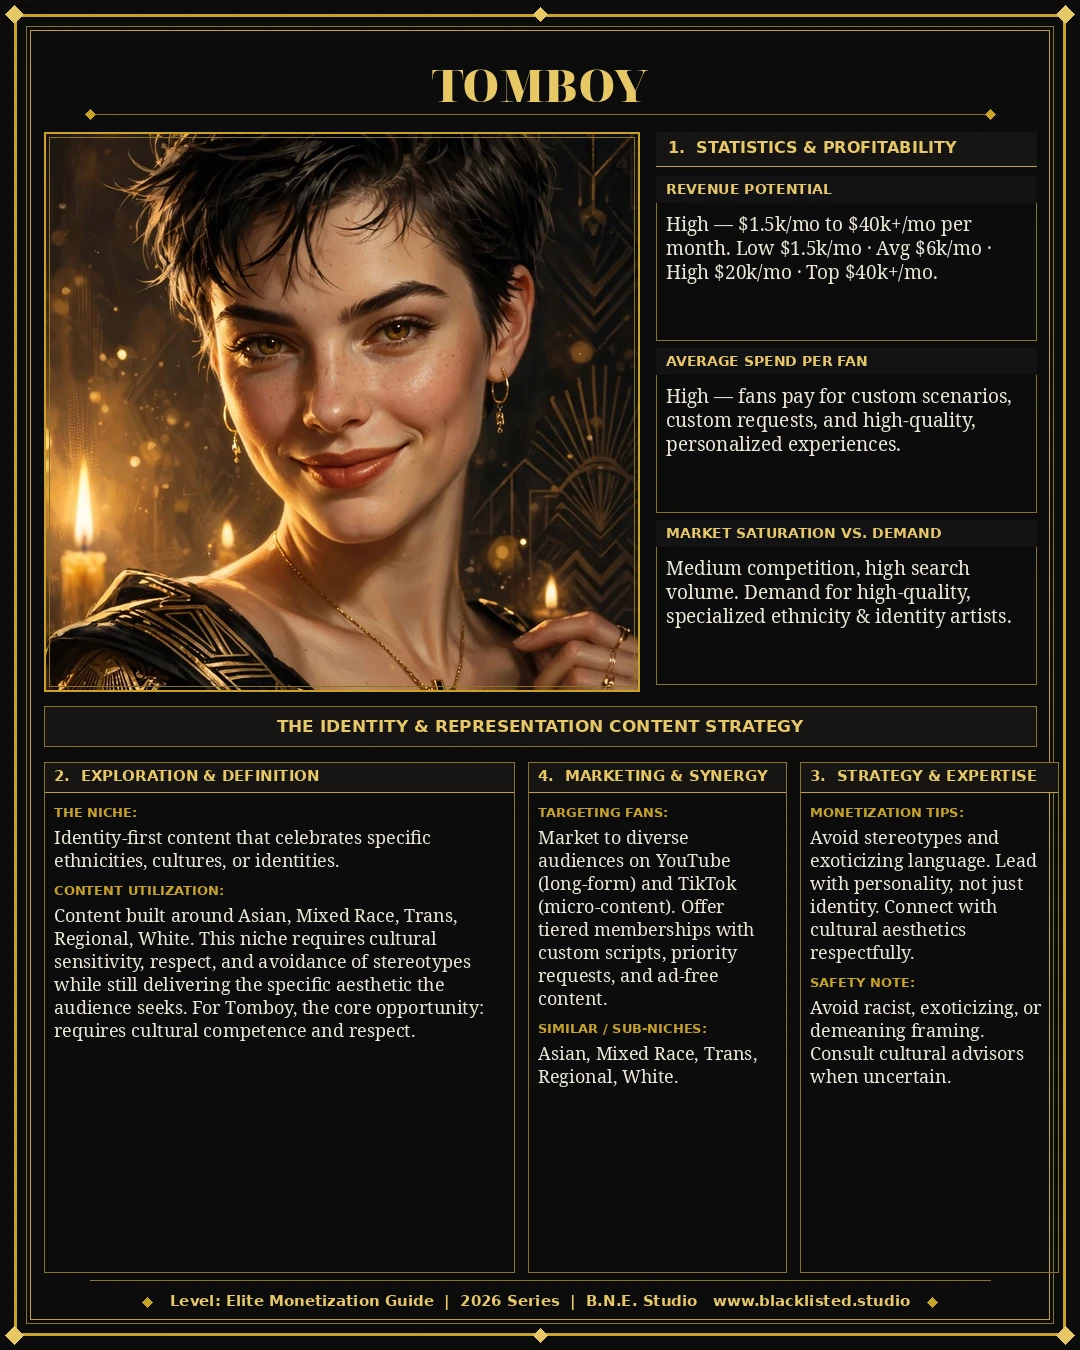 TOMBOY
1. STATISTICS & PROFITABILITY
REVENUE POTENTIAL
High — $1.5k/mo to $40k+/mo per
month. Low $1.5k/mo · Avg $6k/mo ·
High $20k/mo · Top $40k+/mo.
AVERAGE SPEND PER FAN
High — fans pay for custom scenarios,
custom requests, and high-quality,
personalized experiences.
MARKET SATURATION VS. DEMAND
Medium competition, high search
volume. Demand for high-quality,
specialized ethnicity & identity artists.
THE IDENTITY & REPRESENTATION CONTENT STRATEGY
2. EXPLORATION & DEFINITION
THE NICHE:
Identity-first content that celebrates specific
ethnicities, cultures, or identities.
CONTENT UTILIZATION:
Content built around Asian, Mixed Race, Trans,
Regional, White. This niche requires cultural
sensitivity, respect, and avoidance of stereotypes
while still delivering the specific aesthetic the
audience seeks. For Tomboy, the core opportunity:
requires cultural competence and respect.
4. MARKETING & SYNERGY
TARGETING FANS:
Market to diverse
audiences on YouTube
(long-form) and TikTok
(micro-content). Offer
tiered memberships with
custom scripts, priority
requests, and ad-free
content.
SIMILAR / SUB-NICHES:
Asian, Mixed Race, Trans,
Regional, White.
3. STRATEGY & EXPERTISE
MONETIZATION TIPS:
Avoid stereotypes and
exoticizing language. Lead
with personality, not just
identity. Connect with
cultural aesthetics
respectfully.
SAFETY NOTE:
Avoid racist, exoticizing, or
demeaning framing.
Consult cultural advisors
when uncertain.
Level: Elite Monetization Guide | 2026 Series | B.N.E. Studio www.blacklisted.studio